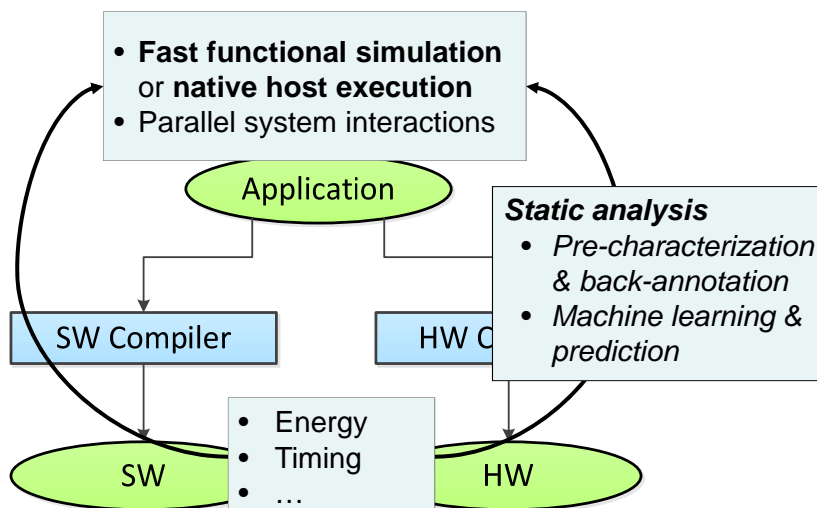 • Fast functional simulation
or native host execution
• Parallel system interactions
Application
Static analysis
• Pre-characterization
& back-annotation
• Machine learning &
prediction
SW Compiler
HW C
• Energy
• Timing
• …
SW
HW